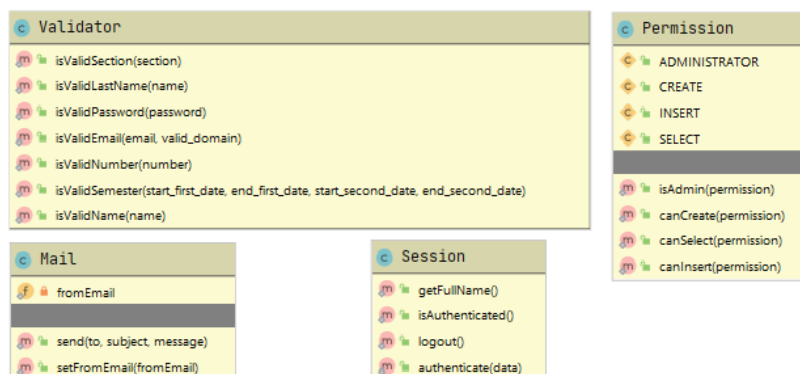 Validator
isValidSection(section)
isValidLastName(name)
isValidPassword(password)
isValidEmail(email, valid_domain)
isValidNumber(number)
isValidSemester(start_first_date, end_first_date, start_second_date, end_second_date)
isValidName(name)
Permission
ADMINISTRATOR
CREATE
INSERT
SELECT
isAdmin(permission)
canCreate(permission)
canSelect(permission)
canInsert(permission)
Mail
fromEmail
send(to, subject, message)
setFromEmail(fromEmail)
Session
getFullName()
isAuthenticated()
logout()
authenticate(data)